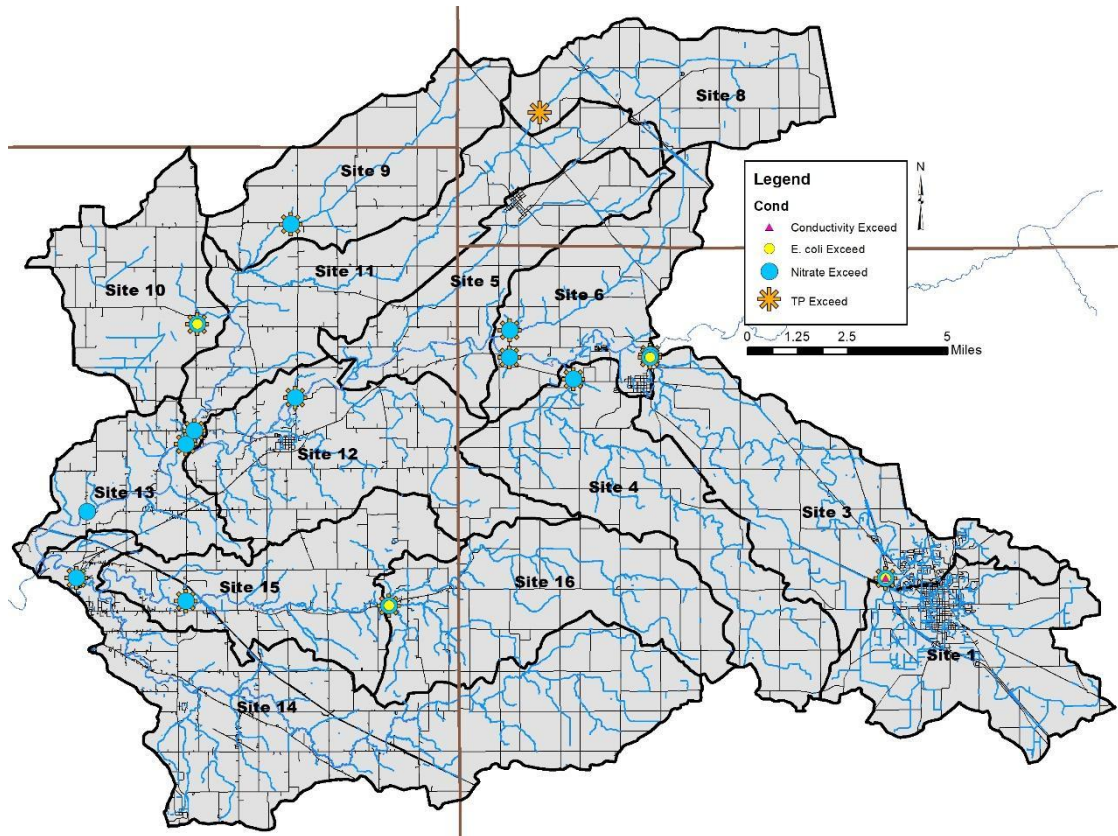 Site 8
Site 9
Legend
N
Cond
Conductivity Exceed
E. coli Exceed
Nitrate Exceed
TP Exceed
Site 11
Site 10
Site 5
Site 6
0 1.25 2.5 5
Miles
Site 12
Site 13
Site 4
Site 3
Site 15
Site 16
Site 1
Site 14